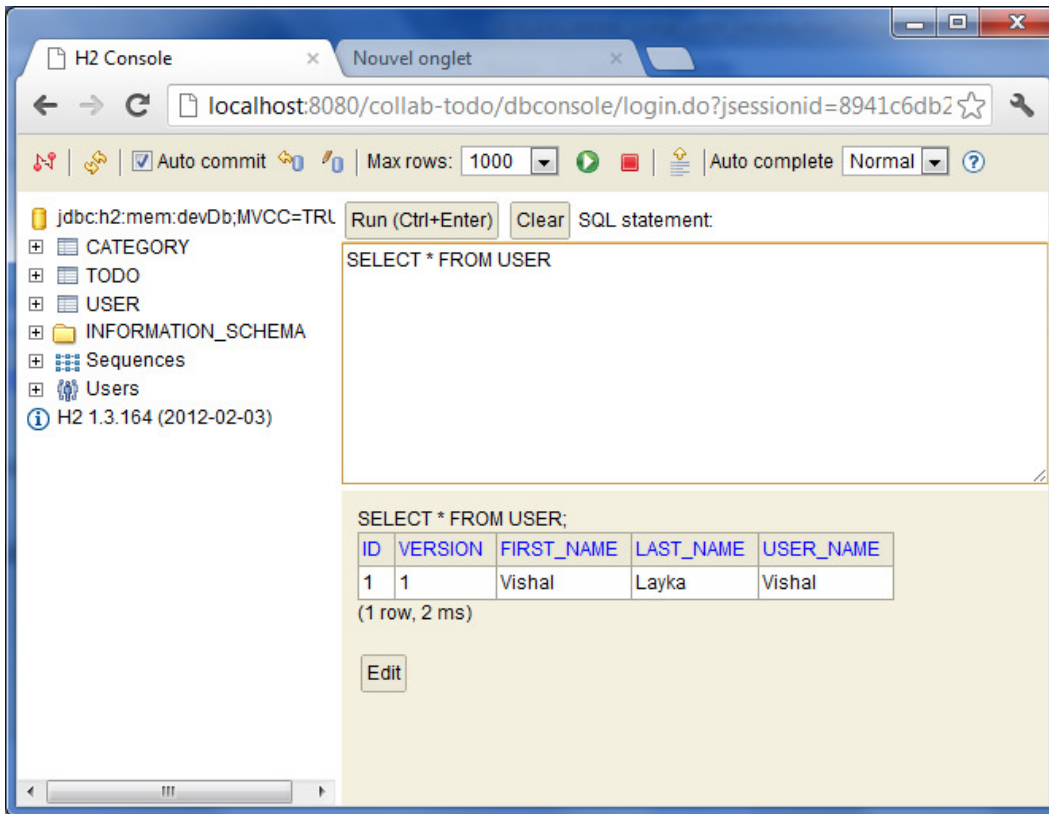 H2 Console
Nouvel onglet
localhost:8080/collab-todo/dbconsole/login.do?jsessionid=8941c6db2
Auto commit Max rows: 1000 Auto complete Normal
jdbc:h2:mem:devDb;MVCC=TRU
CATEGORY
TODO
USER
INFORMATION_SCHEMA
Sequences
Users
H2 1.3.164 (2012-02-03)
Run (Ctrl+Enter) Clear SQL statement:
SELECT * FROM USER
SELECT * FROM USER;
ID VERSION FIRST_NAME LAST_NAME USER_NAME
1 1 Vishal Layka Vishal
(1 row, 2 ms)
Edit